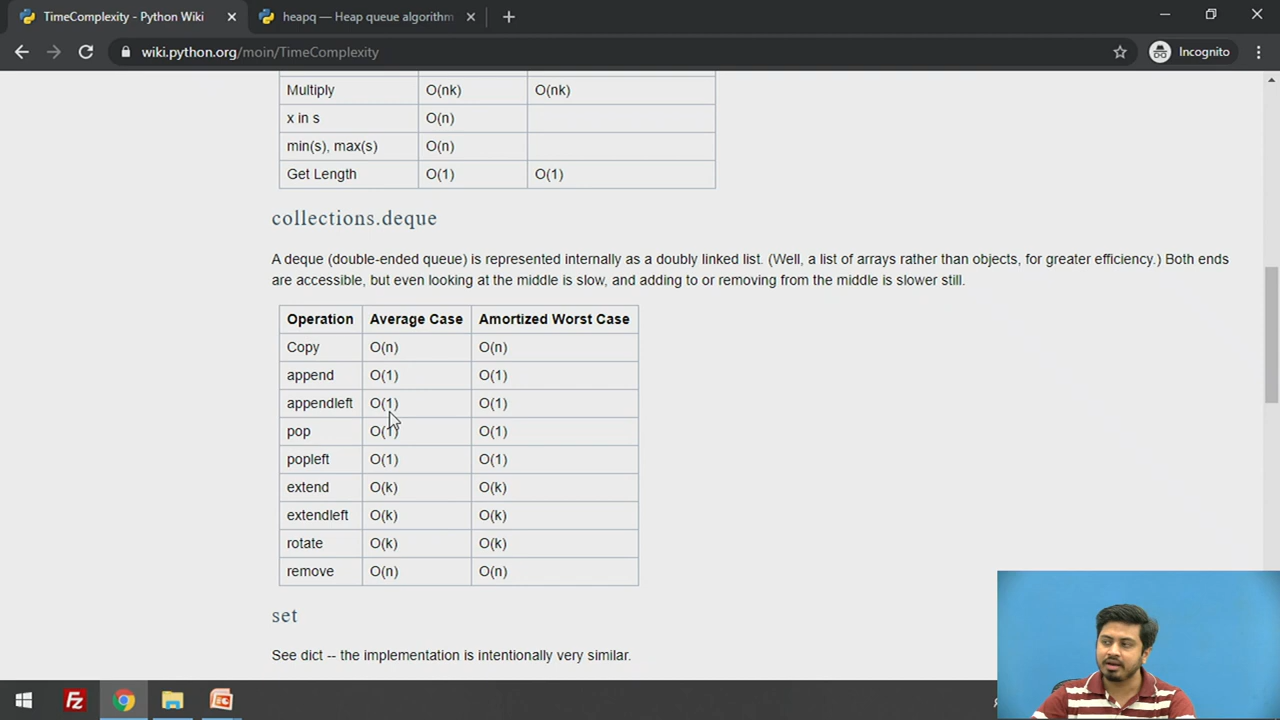 TimeComplexity - Python Wiki
heapq — Heap queue algorithm
wiki.python.org/moin/TimeComplexity
Incognito
Multiply O(nk) O(nk)
x in s O(n)
min(s), max(s) O(n)
Get Length O(1) O(1)
collections.deque
A deque (double-ended queue) is represented internally as a doubly linked list. (Well, a list of arrays rather than objects, for greater efficiency.) Both ends
are accessible, but even looking at the middle is slow, and adding to or removing from the middle is slower still.
Operation Average Case Amortized Worst Case
Copy O(n) O(n)
append O(1) O(1)
appendleft O(1) O(1)
pop O(1) O(1)
popleft O(1) O(1)
extend O(k) O(k)
extendleft O(k) O(k)
rotate O(k) O(k)
remove O(n) O(n)
set
See dict -- the implementation is intentionally very similar.
Fz